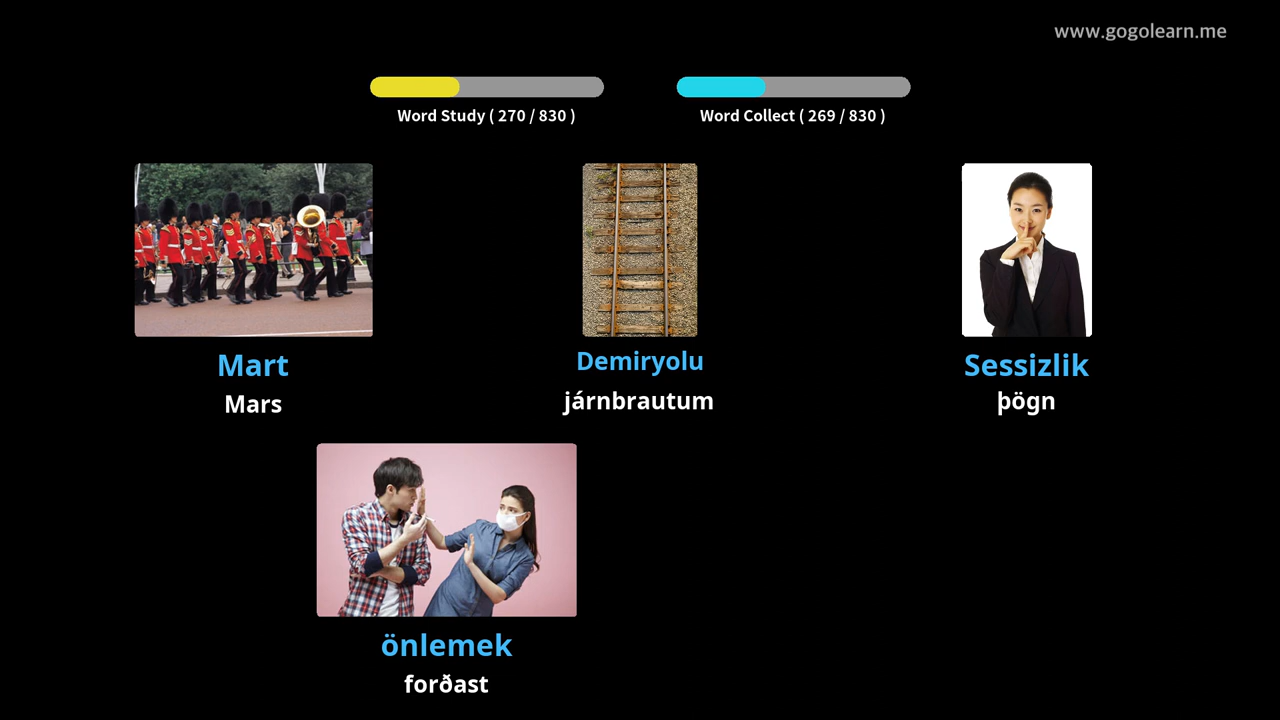 www.gogolearn.me
Word Study ( 270 / 830 )
Word Collect ( 269 / 830 )
Mart
Mars
Demiryolu
járnbrautum
Sessizlik
þögn
önlemek
forðast